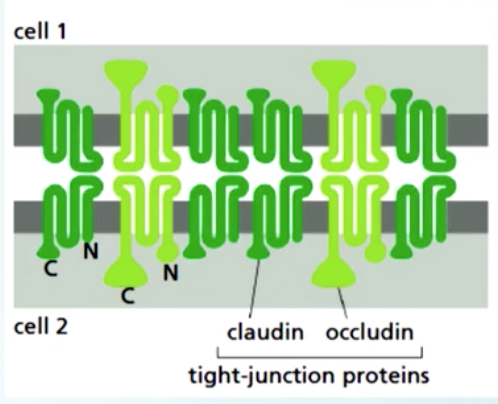 cell 1
C N
C N
cell 2
claudin occludin
tight-junction proteins